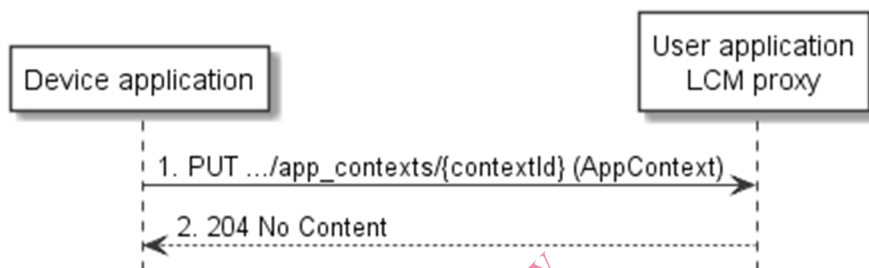 Device application
User application
LCM proxy
1. PUT .../app_contexts/{contextId} (AppContext)
2. 204 No Content